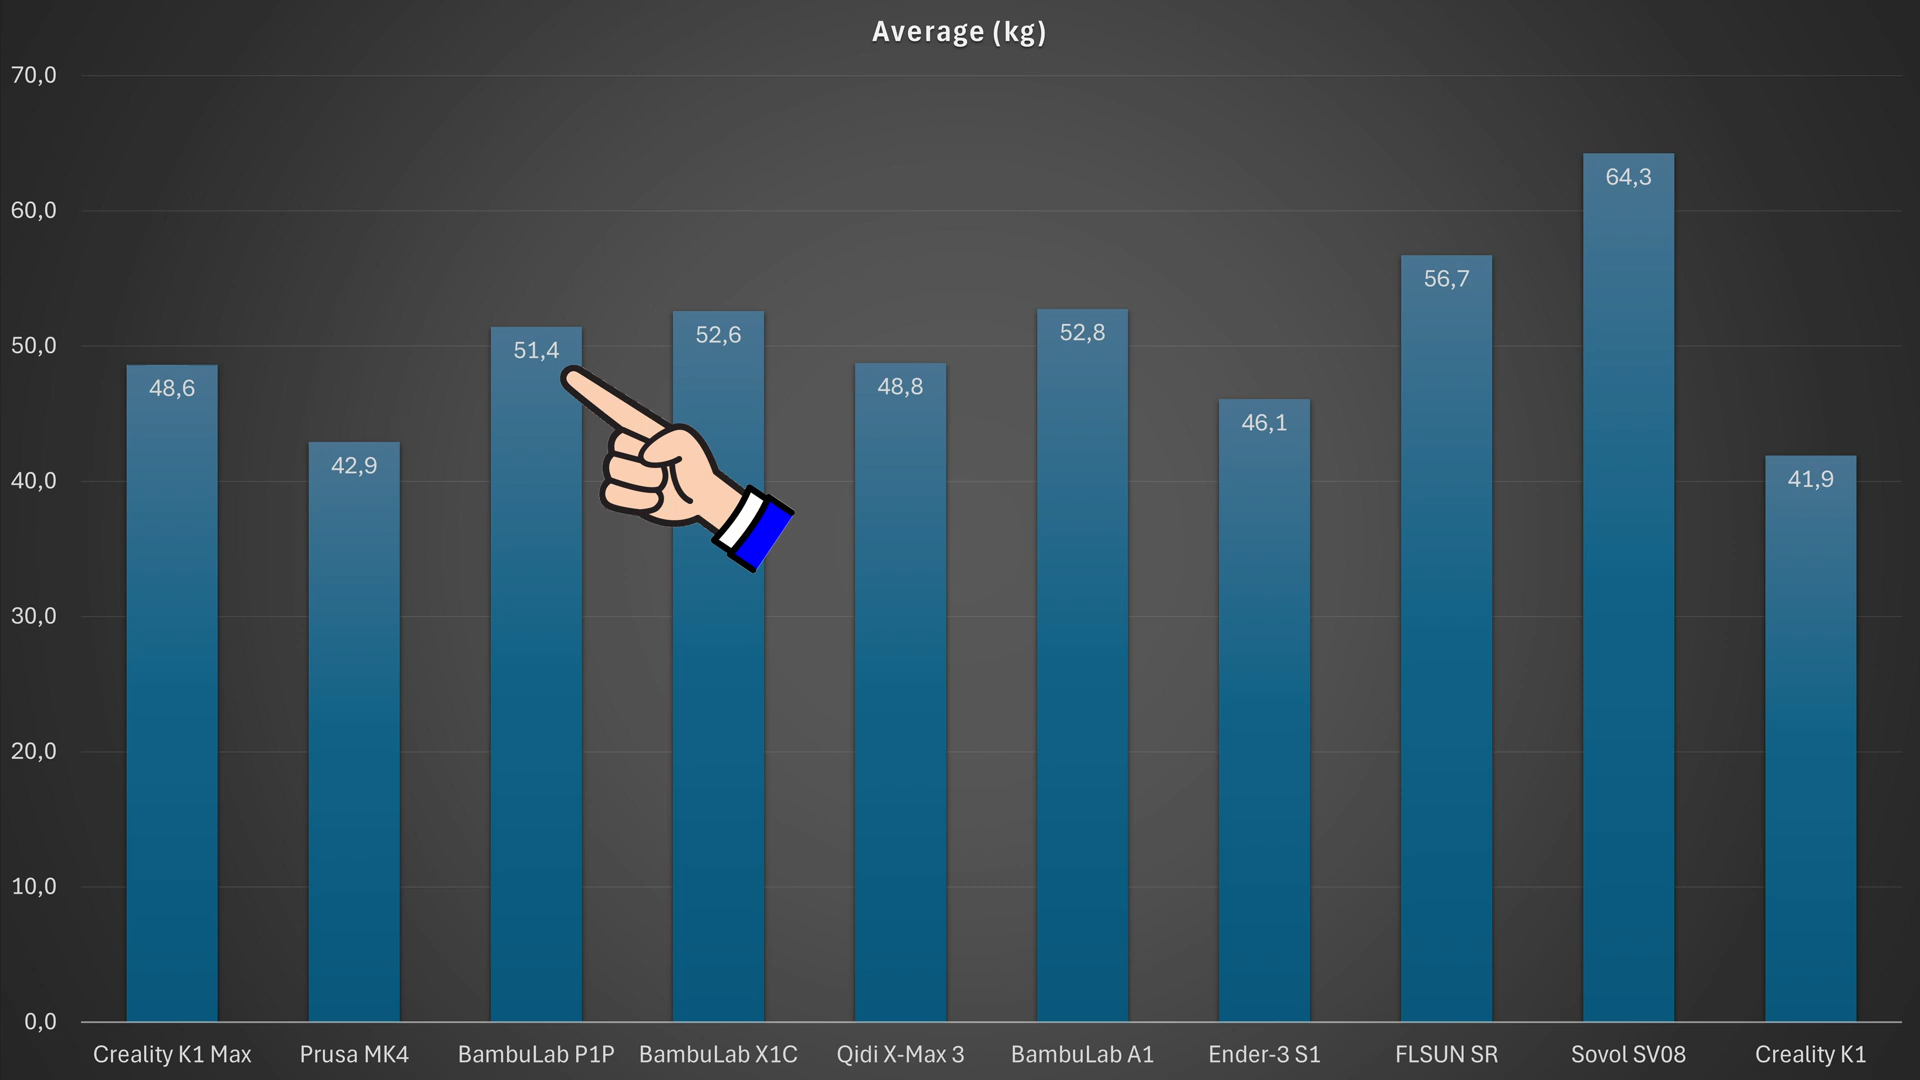 Average (kg)
70,0
60,0
50,0
40,0
30,0
20,0
10,0
0,0
48,6
42,9
51,4
52,6
48,8
52,8
46,1
56,7
64,3
41,9
Creality K1 Max
Prusa MK4
BambuLab P1P
BambuLab X1C
Qidi X-Max 3
BambuLab A1
Ender-3 S1
FLSUN SR
Sovol SV08
Creality K1